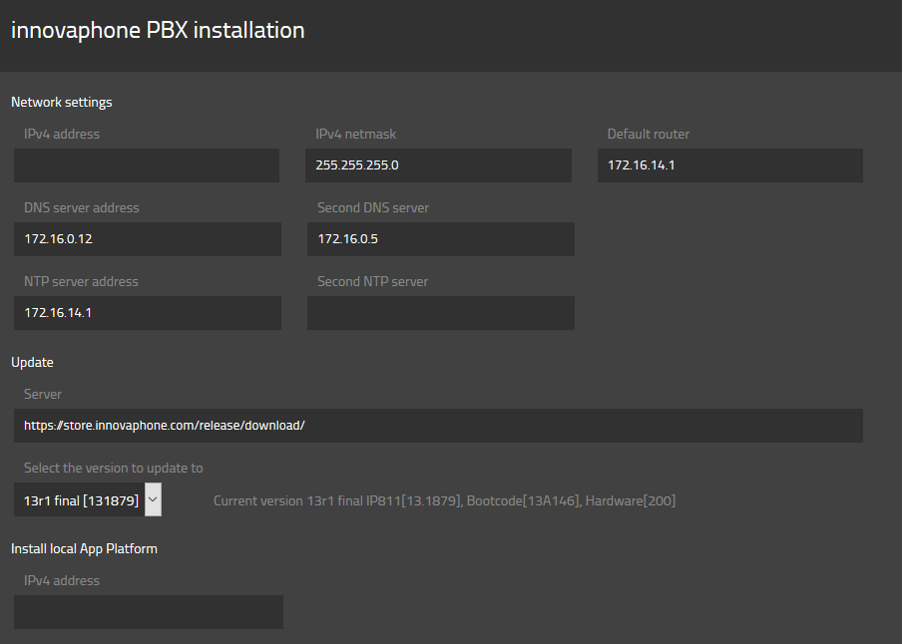 innovaphone PBX installation
Network settings
IPv4 address IPv4 netmask Default router
255.255.255.0 172.16.14.1
DNS server address Second DNS server
172.16.0.12 172.16.0.5
NTP server address Second NTP server
172.16.14.1
Update
Server
https://store.innovaphone.com/release/download/
Select the version to update to
13r1 final [131879] Current version 13r1 final IP811[13.1879], Bootcode[13A146], Hardware[200]
Install local App Platform
IPv4 address